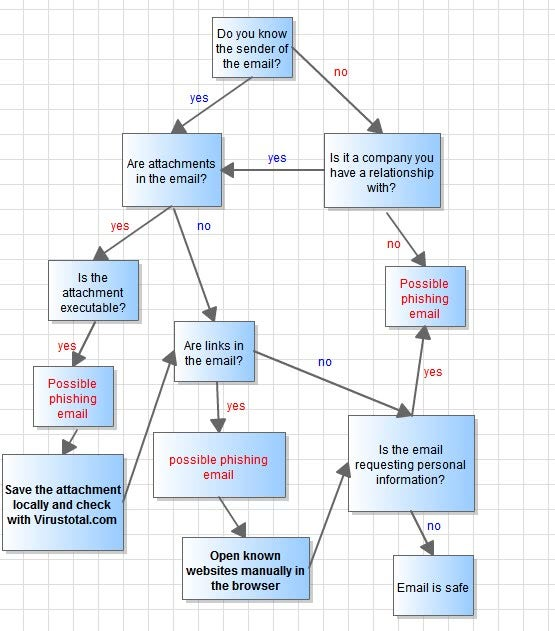 Do you know
the sender of
the email?
no
yes
Are attachments
in the email?
yes
Is it a company you
have a relationship
with?
yes
no
no
Is the
attachment
executable?
Possible
phishing
email
Are links in
the email?
no
yes
yes
Possible
phishing
email
yes
possible phishing
email
Is the email
requesting personal
information?
Save the attachment
locally and check
with Virustotal.com
no
Open known
websites manually in
the browser
Email is safe